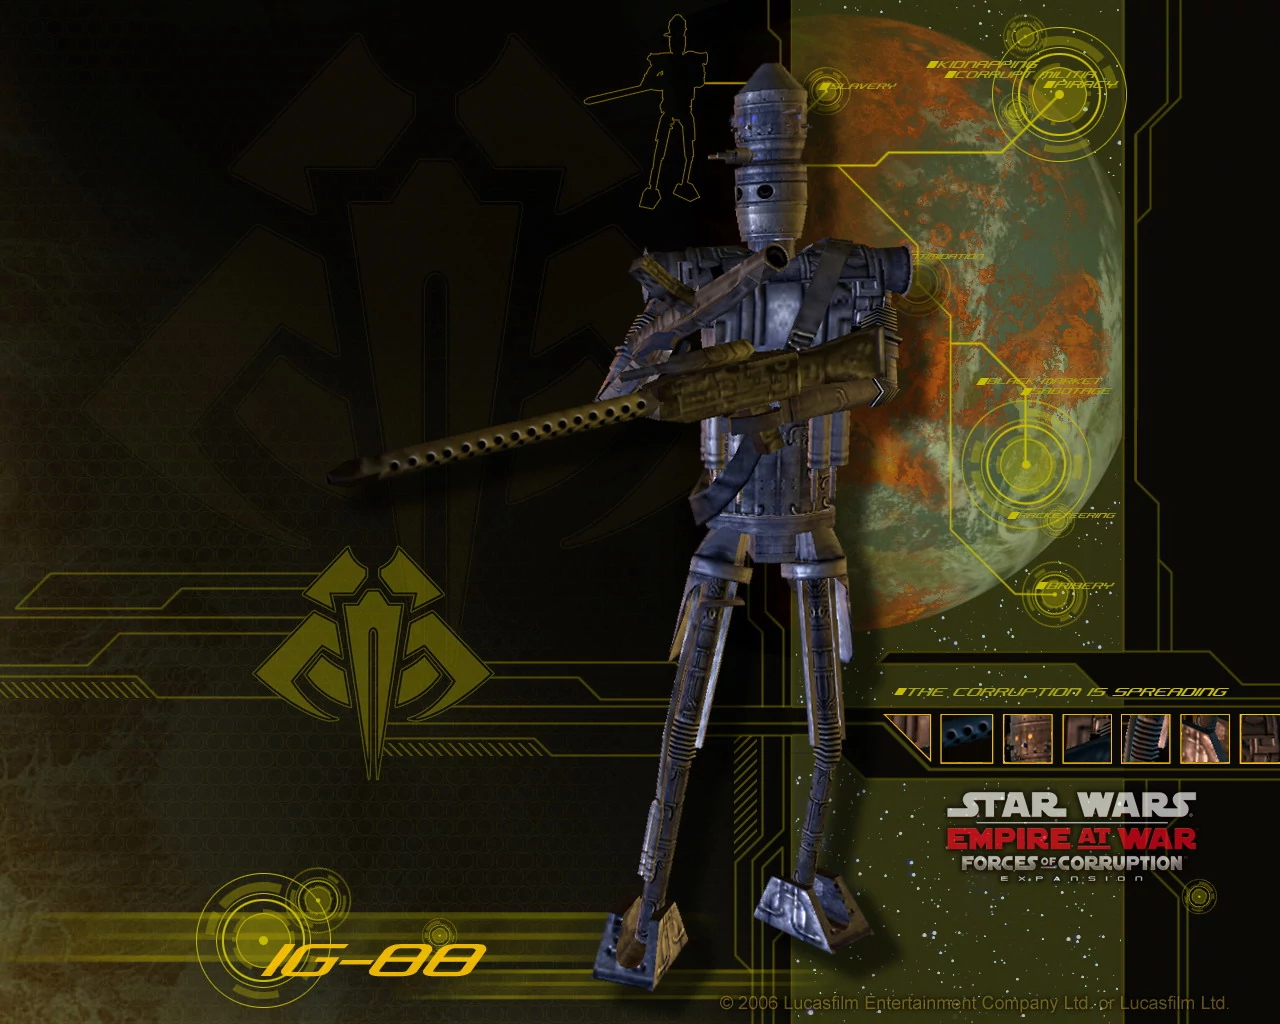 KIDNAPPING
CORRUPT MILITIA
PIRACY
SLAVERY
BLACK MARKET
SABOTAGE
RACKETEERING
BRIBERY
THE CORRUPTION IS SPREADING
STAR WARS
EMPIRE AT WAR
FORCES OF CORRUPTION
EXPANSION
IG-88
© 2006 Lucasfilm Entertainment Company Ltd. or Lucasfilm Ltd.